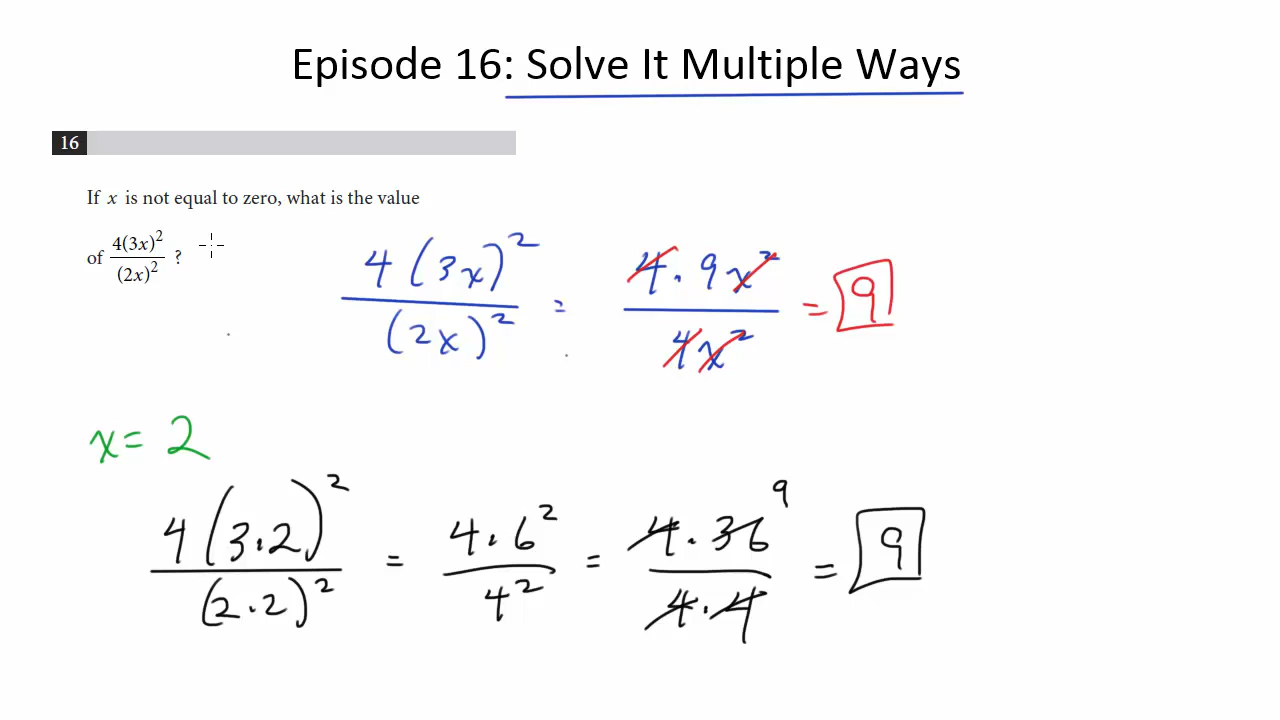 Episode 16: Solve It Multiple Ways
16
If x is not equal to zero, what is the value
of 4(3x)² / (2x)² ?
4(3x)² / (2x)² = 4·9x² / 4x² = 9
x = 2
4(3·2)² / (2·2)² = 4·6² / 4² = 4·36 9 / 4·4 = 9